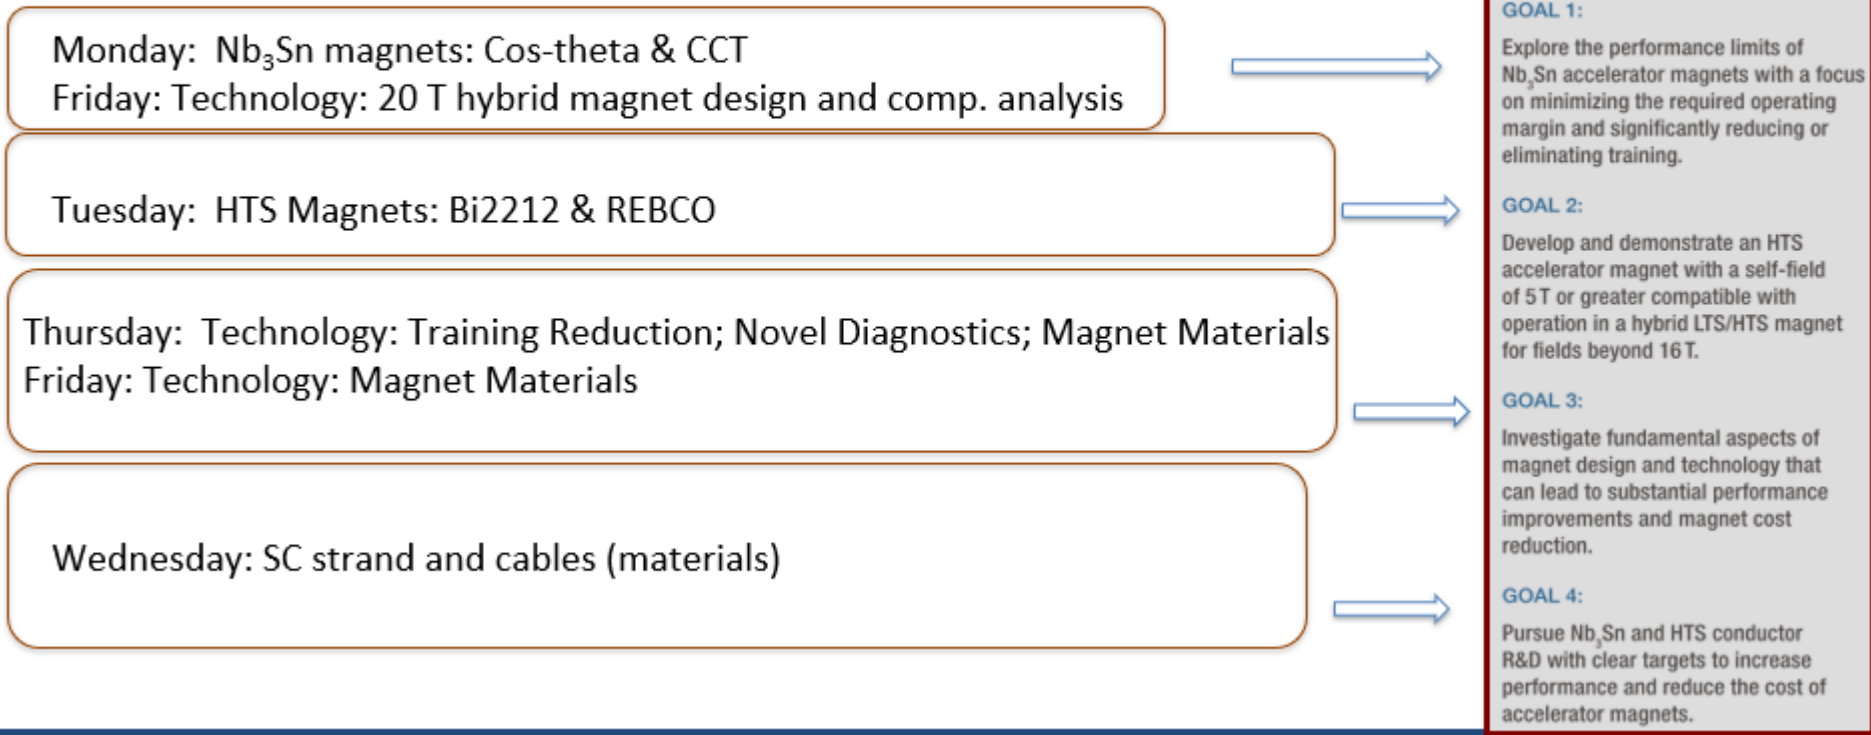 Monday:  Nb₃Sn magnets: Cos-theta & CCT
Friday: Technology: 20 T hybrid magnet design and comp. analysis
Tuesday:  HTS Magnets: Bi2212 & REBCO
Thursday:  Technology: Training Reduction; Novel Diagnostics; Magnet Materials
Friday: Technology: Magnet Materials
Wednesday: SC strand and cables (materials)
GOAL 1:
Explore the performance limits of
Nb₃Sn accelerator magnets with a focus
on minimizing the required operating
margin and significantly reducing or
eliminating training.
GOAL 2:
Develop and demonstrate an HTS
accelerator magnet with a self-field
of 5 T or greater compatible with
operation in a hybrid LTS/HTS magnet
for fields beyond 16 T.
GOAL 3:
Investigate fundamental aspects of
magnet design and technology that
can lead to substantial performance
improvements and magnet cost
reduction.
GOAL 4:
Pursue Nb₃Sn and HTS conductor
R&D with clear targets to increase
performance and reduce the cost of
accelerator magnets.